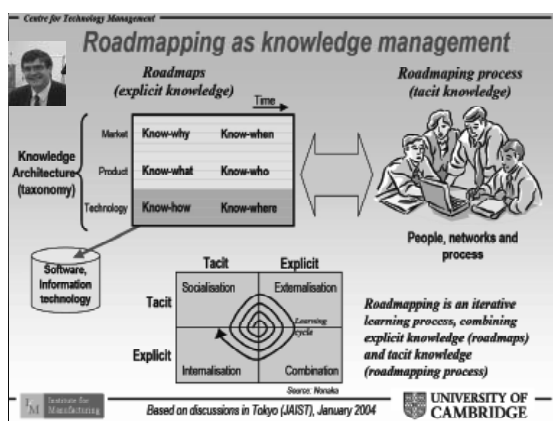 Centre for Technology Management
Roadmapping as knowledge management
Roadmaps
(explicit knowledge)
Roadmaping process
(tacit knowledge)
Time
Knowledge
Architecture
(taxonomy)
Market
Know-why
Know-when
Product
Know-what
Know-who
Technology
Know-how
Know-where
People, networks and
process
Software,
Information
technology
Tacit
Explicit
Tacit
Explicit
Socialisation
Externalisation
Learning
cycle
Internalisation
Combination
Source: Nonaka
Roadmapping is an iterative
learning process, combining
explicit knowledge (roadmaps)
and tacit knowledge
(roadmapping process)
IfM
Institute for
Manufacturing
Based on discussions in Tokyo (JAIST), January 2004
UNIVERSITY OF
CAMBRIDGE